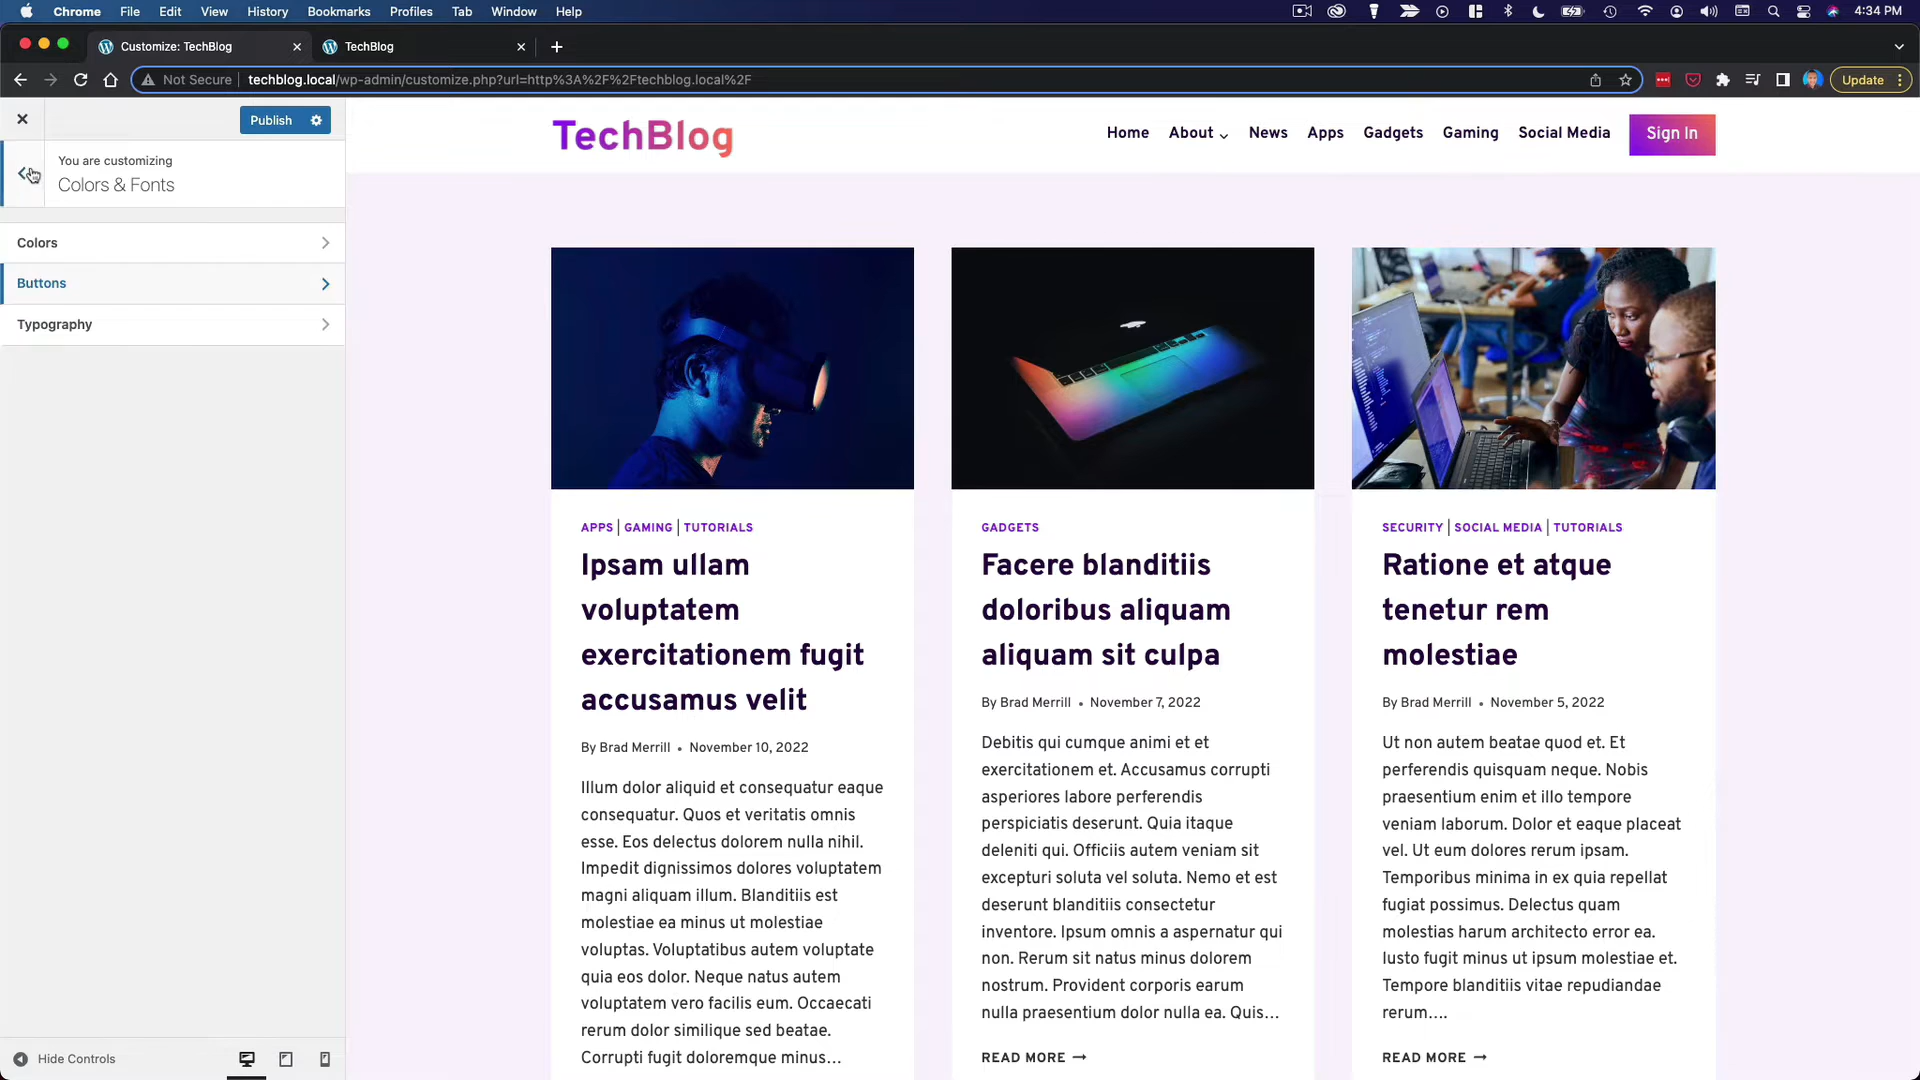 Chrome File Edit View History Bookmarks Profiles Tab Window Help 4:34 PM
Customize: TechBlog TechBlog
Not Secure techblog.local/wp-admin/customize.php?url=http%3A%2F%2Ftechblog.local%2F Update
Publish
You are customizing
Colors & Fonts
Colors
Buttons
Typography
Hide Controls
TechBlog
Home About News Apps Gadgets Gaming Social Media Sign In
APPS | GAMING | TUTORIALS
Ipsam ullam
voluptatem
exercitationem fugit
accusamus velit
By Brad Merrill • November 10, 2022
Illum dolor aliquid et consequatur eaque
consequatur. Quos et veritatis omnis
esse. Eos delectus dolorem nulla nihil.
Impedit dignissimos dolores voluptatem
magni aliquam illum. Blanditiis est
molestiae ea minus ut molestiae
voluptas. Voluptatibus autem voluptate
quia eos dolor. Neque natus autem
voluptatem vero facilis eum. Occaecati
rerum dolor similique sed beatae.
Corrupti fugit doloremque minus...
GADGETS
Facere blanditiis
doloribus aliquam
aliquam sit culpa
By Brad Merrill • November 7, 2022
Debitis qui cumque animi et et
exercitationem et. Accusamus corrupti
asperiores labore perferendis
perspiciatis deserunt. Quia itaque
deleniti qui. Officiis autem veniam sit
excepturi soluta vel soluta. Nemo et est
deserunt blanditiis consectetur
inventore. Ipsum omnis a aspernatur qui
non. Rerum sit natus minus dolorem
nostrum. Provident corporis earum
nulla praesentium dolor nulla ea. Quis...
READ MORE →
SECURITY | SOCIAL MEDIA | TUTORIALS
Ratione et atque
tenetur rem
molestiae
By Brad Merrill • November 5, 2022
Ut non autem beatae quod et. Et
perferendis quisquam neque. Nobis
praesentium enim et illo tempore
veniam laborum. Dolor et eaque placeat
vel. Ut eum dolores rerum ipsam.
Temporibus minima in ex quia repellat
fugiat possimus. Delectus quam
molestias harum architecto error ea.
Iusto fugit minus ut ipsum molestiae et.
Tempore blanditiis vitae repudiandae
rerum....
READ MORE →